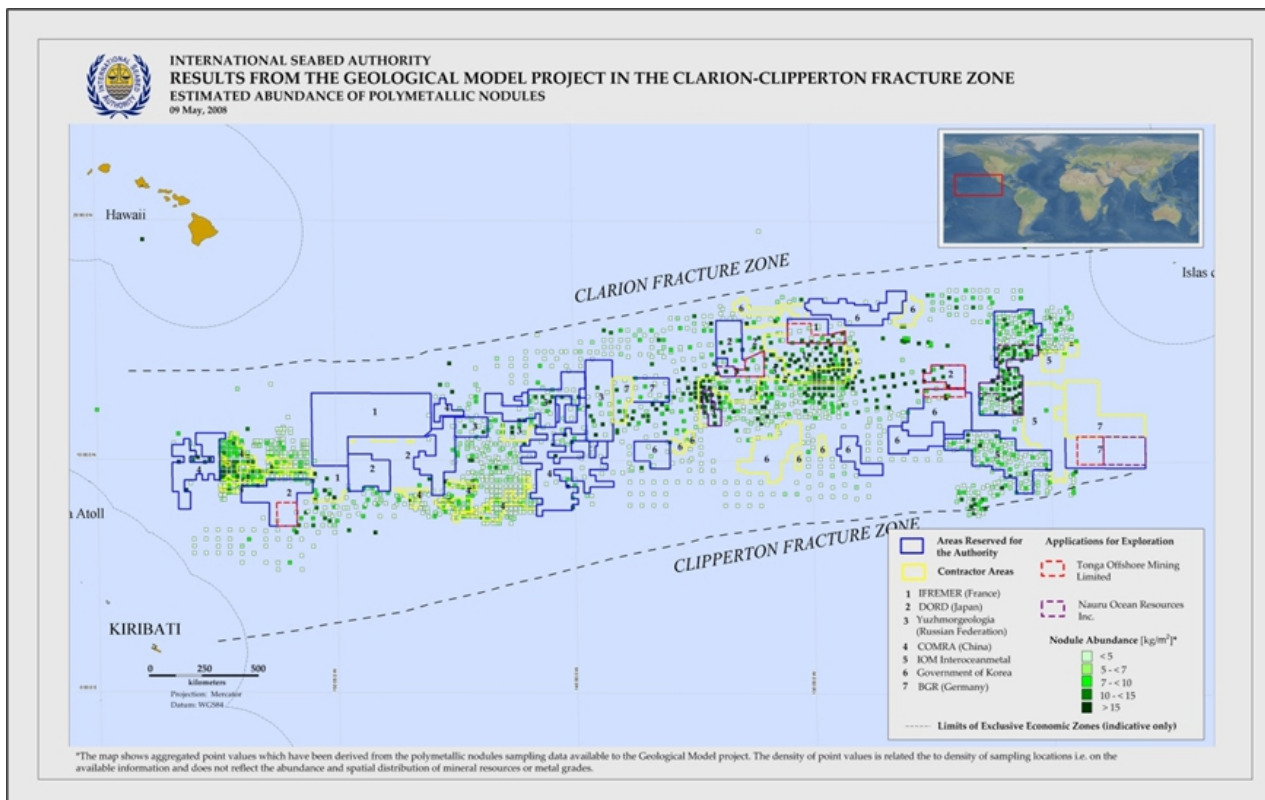 INTERNATIONAL SEABED AUTHORITY
RESULTS FROM THE GEOLOGICAL MODEL PROJECT IN THE CLARION-CLIPPERTON FRACTURE ZONE
ESTIMATED ABUNDANCE OF POLYMETALLIC NODULES
09 May, 2008
INTERNATIONAL SEABED AUTHORITY
Hawaii
Islas
CLARION FRACTURE ZONE
Atoll
CLIPPERTON FRACTURE ZONE
KIRIBATI
0 250 500
kilometers
Projection: Mercator
Datum: WGS84
Areas Reserved for
the Authority
Contractor Areas
1 IFREMER (France)
2 DORD (Japan)
3 Yuzhmorgeologia
(Russian Federation)
4 COMRA (China)
5 IOM Interoceanmetal
6 Government of Korea
7 BGR (Germany)
Applications for Exploration
Tonga Offshore Mining
Limited
Nauru Ocean Resources
Inc.
Nodule Abundance [kg/m²]*
< 5
5 - < 7
7 - < 10
10 - < 15
> 15
Limits of Exclusive Economic Zones (indicative only)
*The map shows aggregated point values which have been derived from the polymetallic nodules sampling data available to the Geological Model project. The density of point values is related the to density of sampling locations i.e. on the
available information and does not reflect the abundance and spatial distribution of mineral resources or metal grades.